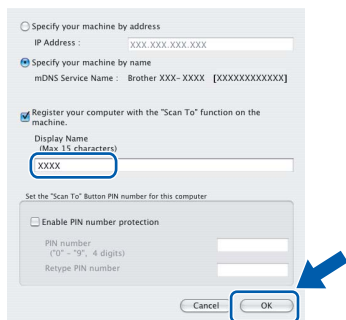 Specify your machine by address
IP Address :
XXX.XXX.XXX.XXX
Specify your machine by name
mDNS Service Name : Brother XXX-XXXX [XXXXXXXXXXXX]
Register your computer with the "Scan To" function on the
machine.
Display Name
(Max 15 characters)
XXXX
Set the "Scan To" Button PIN number for this computer
Enable PIN number protection
PIN number
("0" - "9", 4 digits)
Retype PIN number
Cancel OK